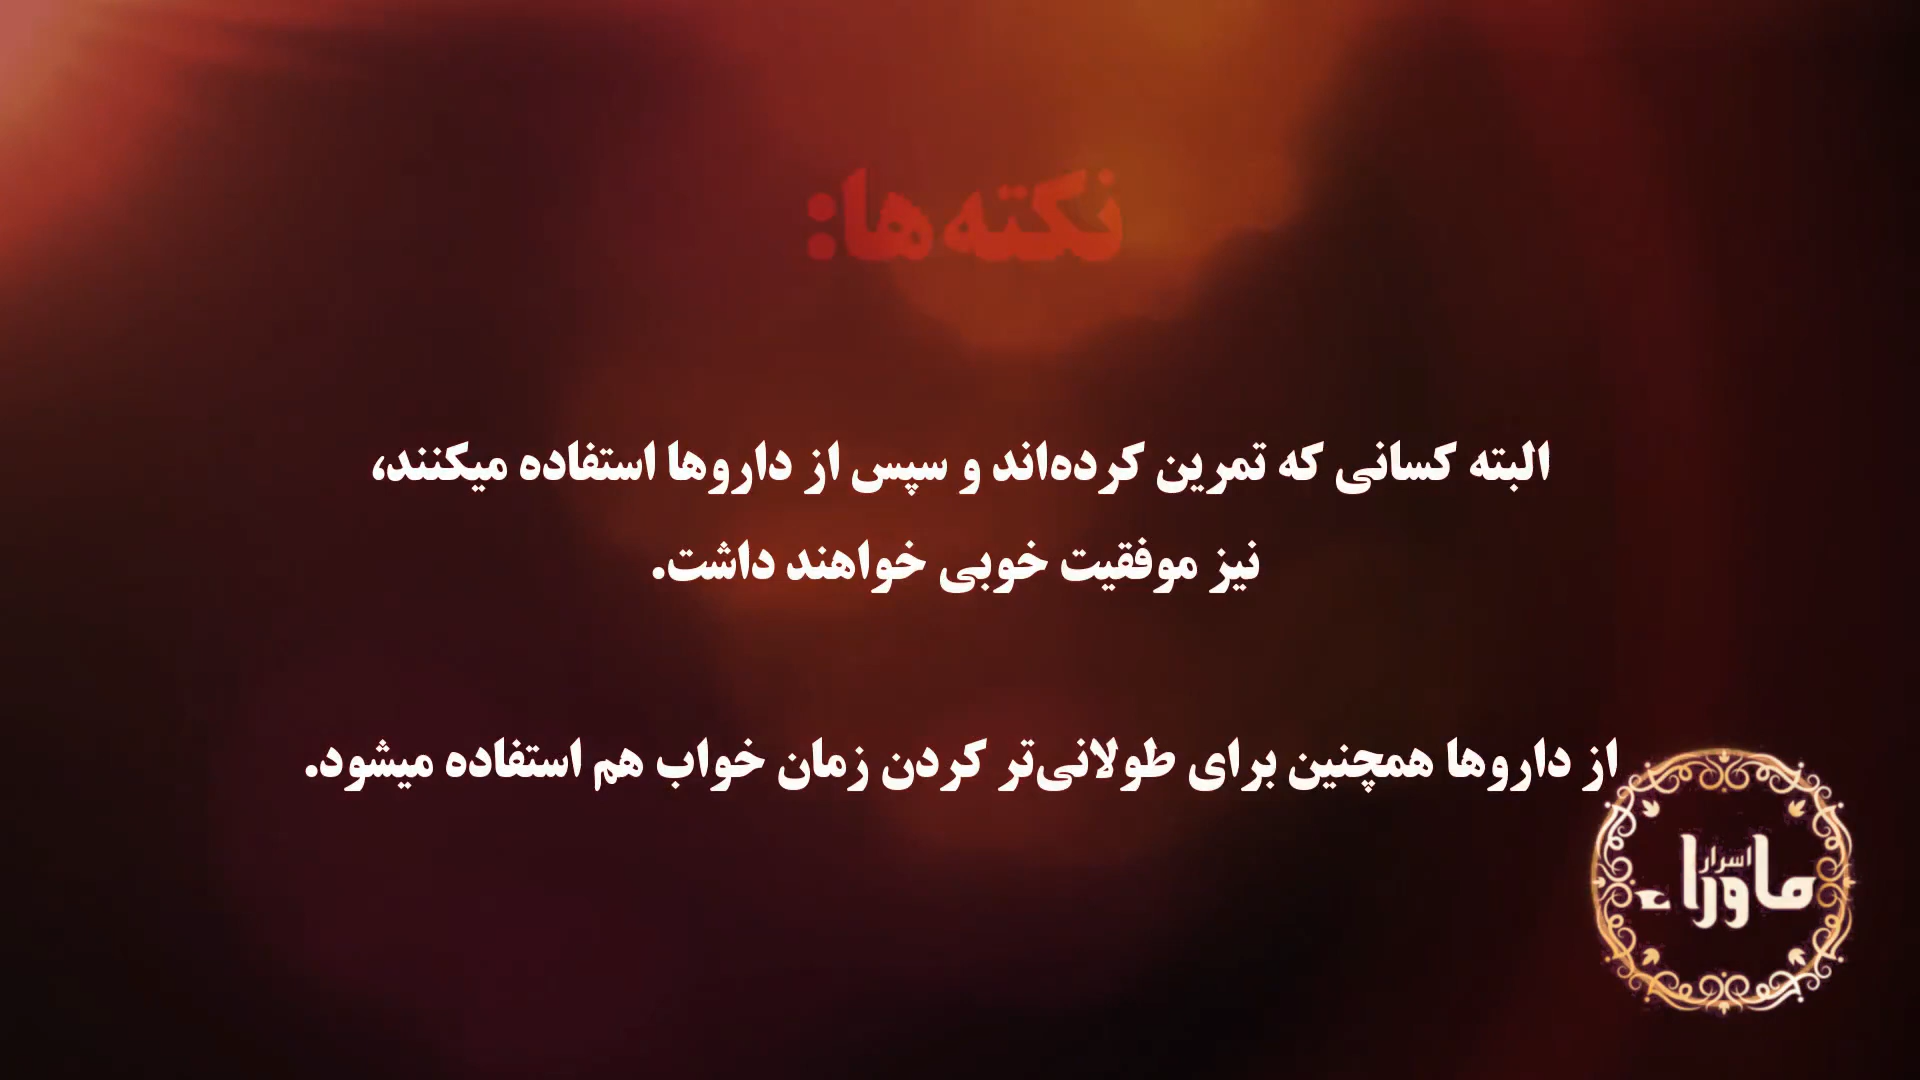 نکته‌ها:
البته کسانی که تمرین کرده‌اند و سپس از داروها استفاده میکنند،
نیز موفقیت خوبی خواهند داشت.
از داروها همچنین برای طولانی‌تر کردن زمان خواب هم استفاده میشود.
اسرار
ماوراء